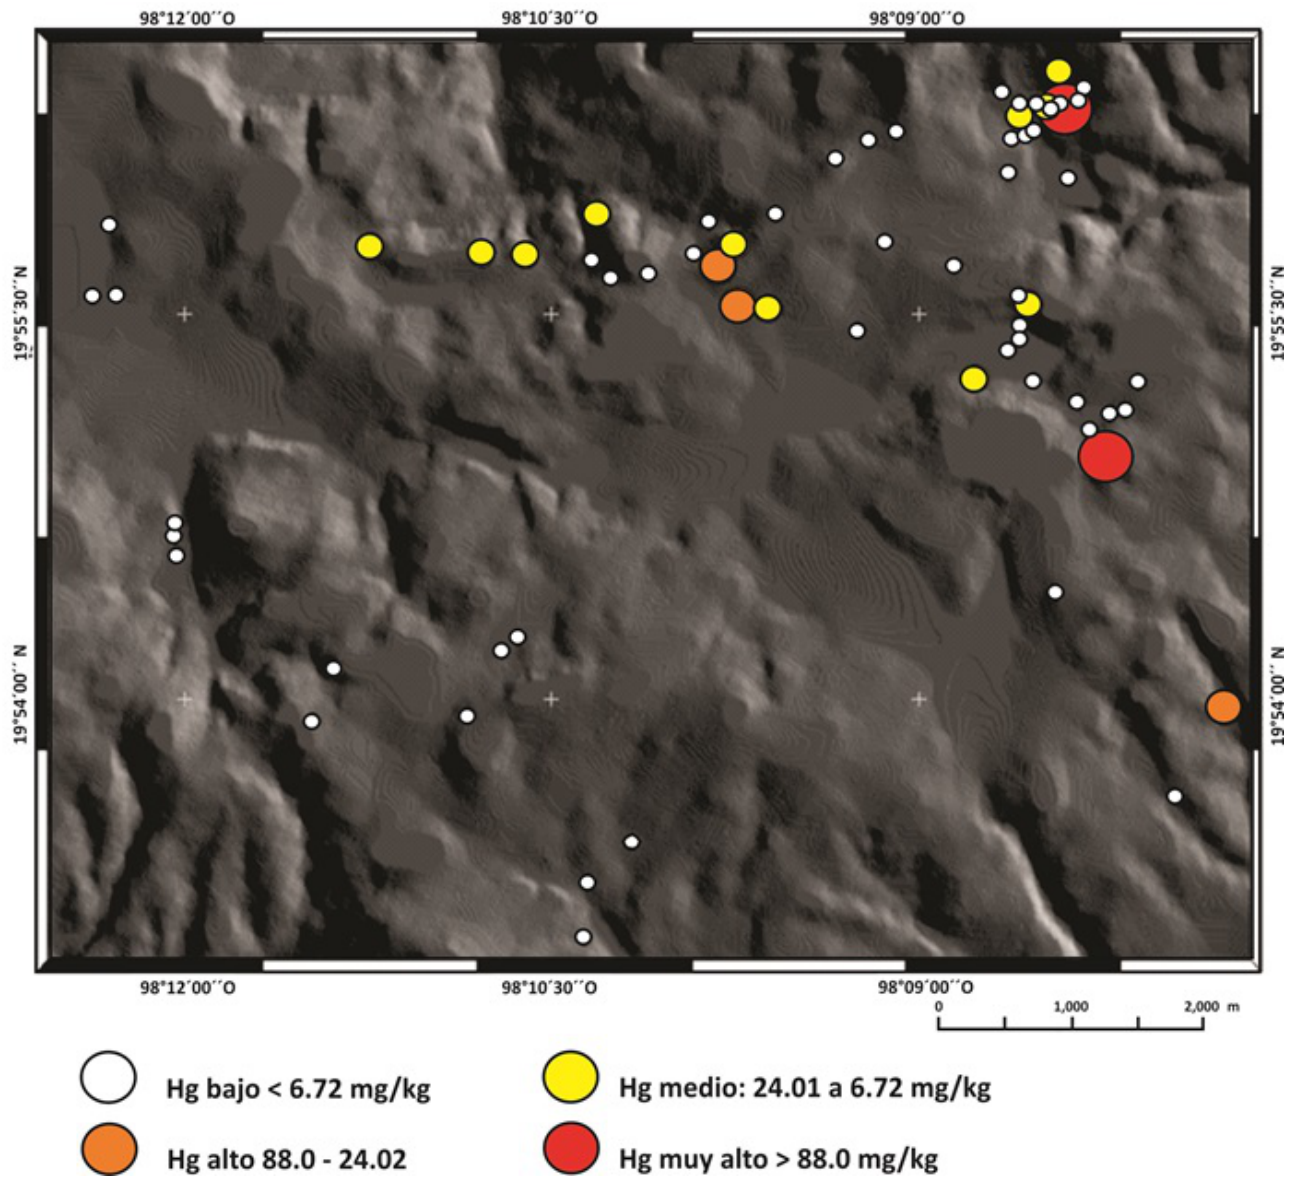 98°12´00´´O 98°10´30´´O 98°09´00´´O
19°55´30´´N
19°55´30´´N
19°54´00´´ N
19°54´00´´ N
98°12´00´´O 98°10´30´´O 98°09´00´´O
0 1,000 2,000 m
Hg bajo < 6.72 mg/kg
Hg medio: 24.01 a 6.72 mg/kg
Hg alto 88.0 - 24.02
Hg muy alto > 88.0 mg/kg